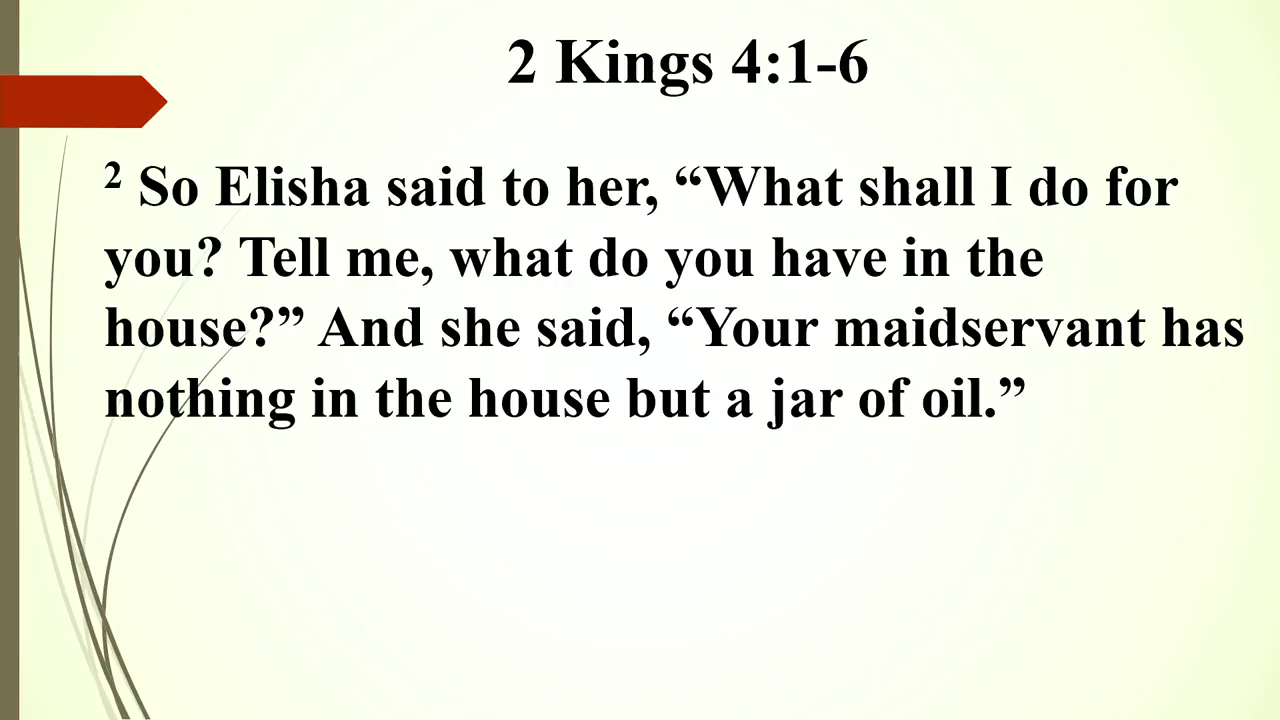 2 Kings 4:1-6
² So Elisha said to her, “What shall I do for
you? Tell me, what do you have in the
house?” And she said, “Your maidservant has
nothing in the house but a jar of oil.”